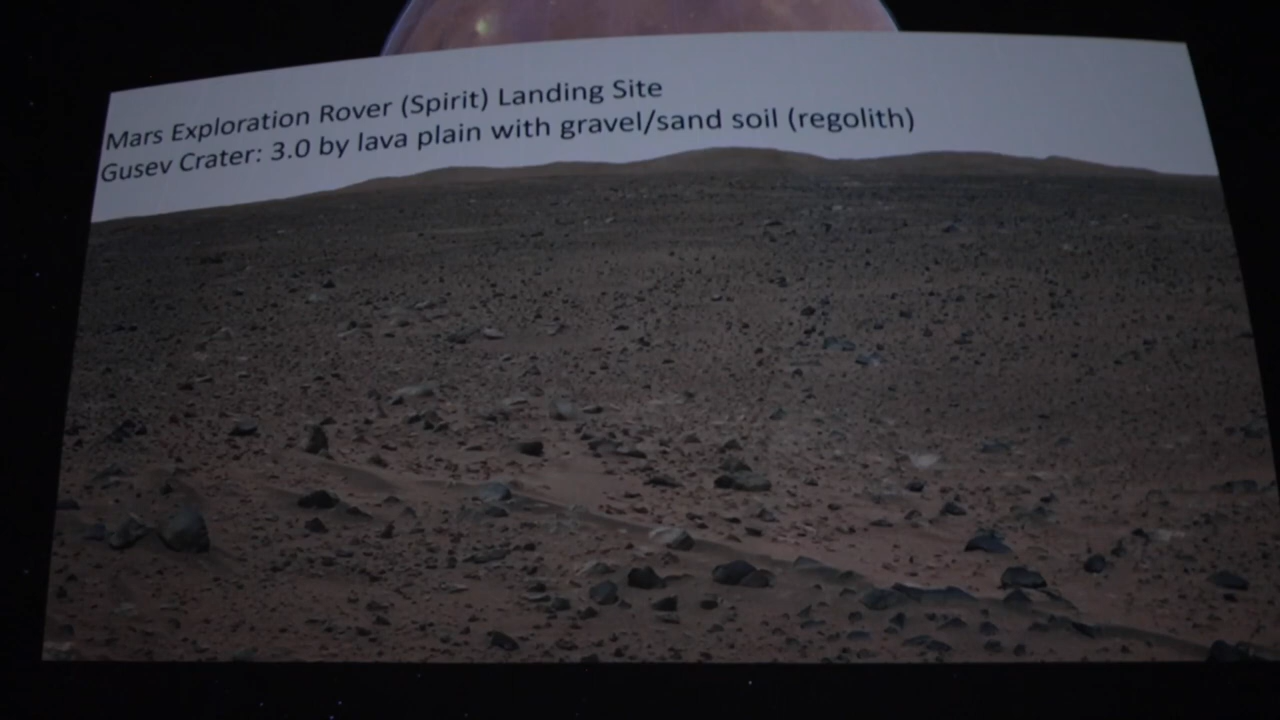 Mars Exploration Rover (Spirit) Landing Site
Gusev Crater: 3.0 by lava plain with gravel/sand soil (regolith)